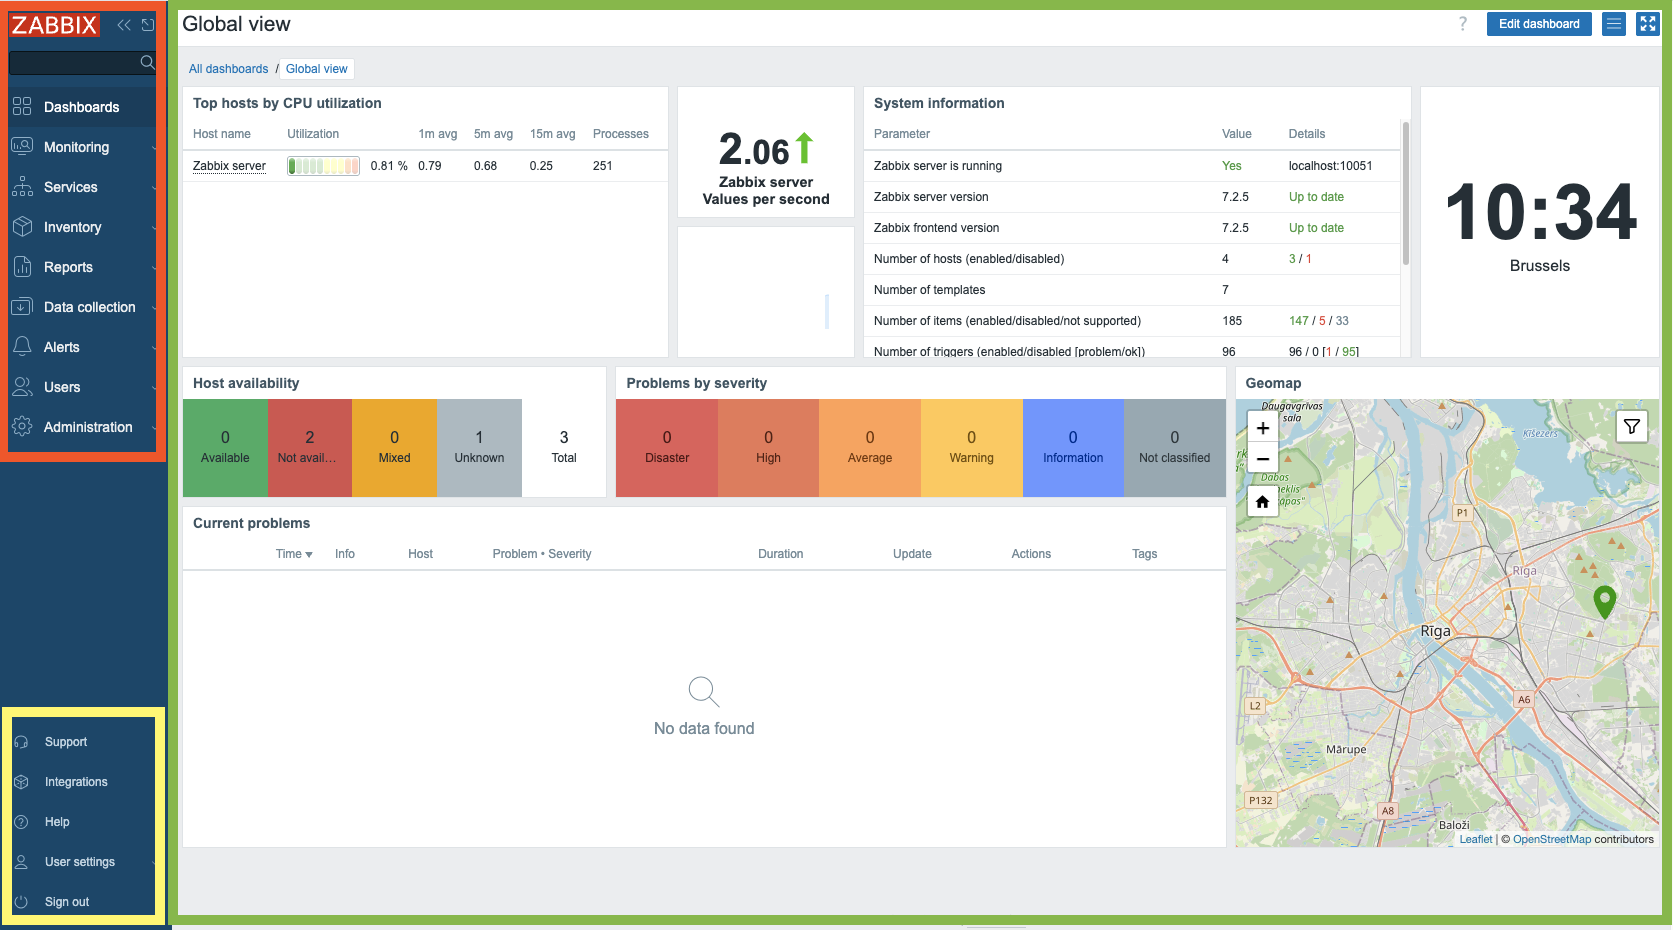 ZABBIX
Dashboards
Monitoring
Services
Inventory
Reports
Data collection
Alerts
Users
Administration
Support
Integrations
Help
User settings
Sign out
Global view
? Edit dashboard
All dashboards / Global view
Top hosts by CPU utilization
Host name Utilization 1m avg 5m avg 15m avg Processes
Zabbix server 0.81 % 0.79 0.68 0.25 251
2.06
Zabbix server
Values per second
System information
Parameter Value Details
Zabbix server is running Yes localhost:10051
Zabbix server version 7.2.5 Up to date
Zabbix frontend version 7.2.5 Up to date
Number of hosts (enabled/disabled) 4 3 / 1
Number of templates 7
Number of items (enabled/disabled/not supported) 185 147 / 5 / 33
Number of triggers (enabled/disabled [problem/ok]) 96 96 / 0 [1 / 95]
10:34
Brussels
Host availability
0 Available
2 Not avail...
0 Mixed
1 Unknown
3 Total
Problems by severity
0 Disaster
0 High
0 Average
0 Warning
0 Information
0 Not classified
Current problems
Time Info Host Problem • Severity Duration Update Actions Tags
No data found
Geomap
Daugavgrīvas
sala
Ķīšezers
+
−
Dabas
P1
Rīga
Rīga
A6
L2
Mārupe
P132
A8
Baloži
Leaflet | © OpenStreetMap contributors